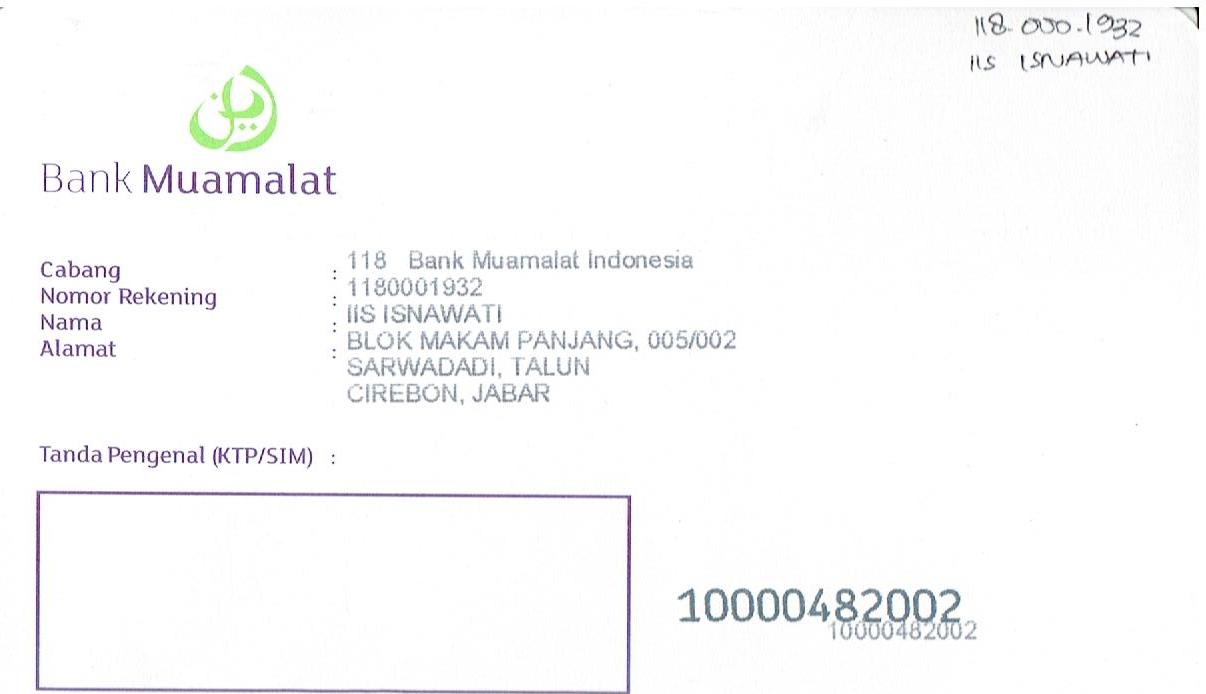 118.000.1932
IIS ISNAWATI
Bank Muamalat
Cabang : 118 Bank Muamalat Indonesia
Nomor Rekening : 1180001932
Nama : IIS ISNAWATI
Alamat : BLOK MAKAM PANJANG, 005/002
SARWADADI, TALUN
CIREBON, JABAR
Tanda Pengenal (KTP/SIM) :
10000482002
10000482002